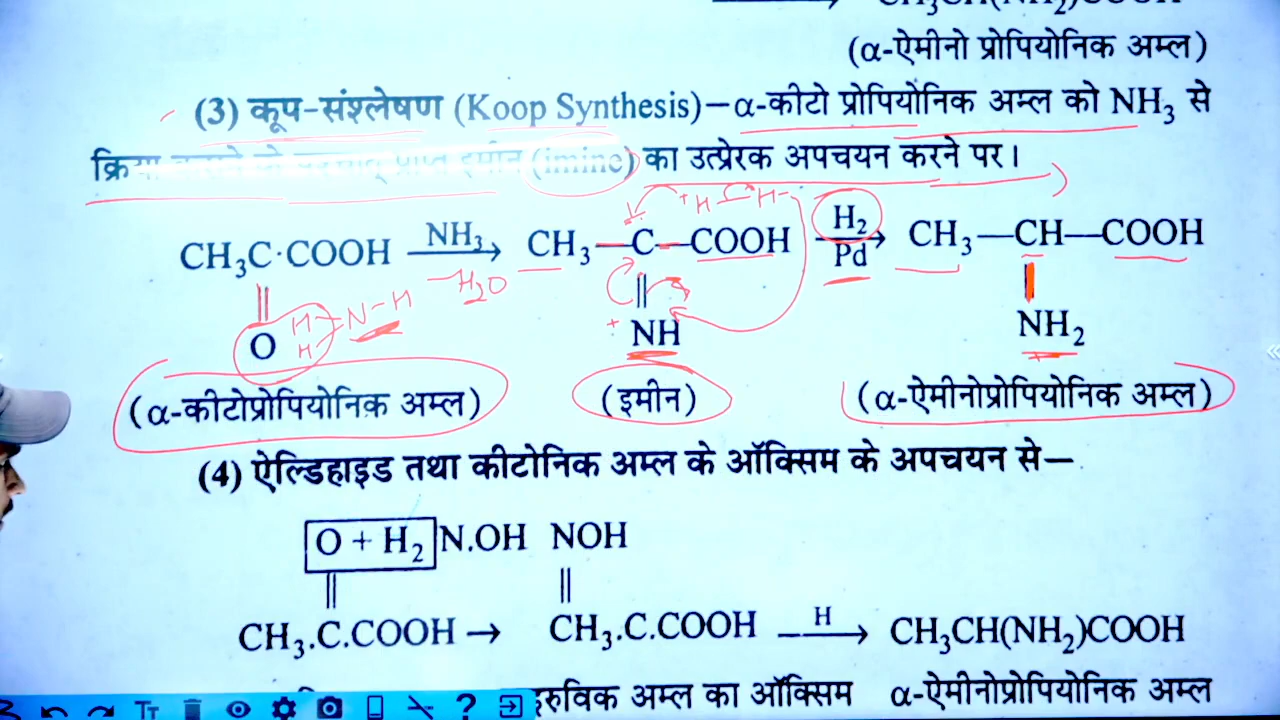 CH3CH(NH2)COOH
(α-ऐमीनो प्रोपियोनिक अम्ल)
(3) कूप-संश्लेषण (Koop Synthesis)—α-कीटो प्रोपियोनिक अम्ल को NH3 से
इमीन (imine) का उत्प्रेरक अपचयन करने पर।
+H H-
CH3C·COOH NH3 → CH3—C—COOH H2 Pd → CH3—CH—COOH
-H2O
O H H N-H + NH NH2
(α-कीटोप्रोपियोनिक अम्ल) (इमीन) (α-ऐमीनोप्रोपियोनिक अम्ल)
(4) ऐल्डिहाइड तथा कीटोनिक अम्ल के ऑक्सिम के अपचयन से—
O + H2 N.OH NOH
CH3.C.COOH → CH3.C.COOH H → CH3CH(NH2)COOH
अम्ल का ऑक्सिम α-ऐमीनोप्रोपियोनिक अम्ल